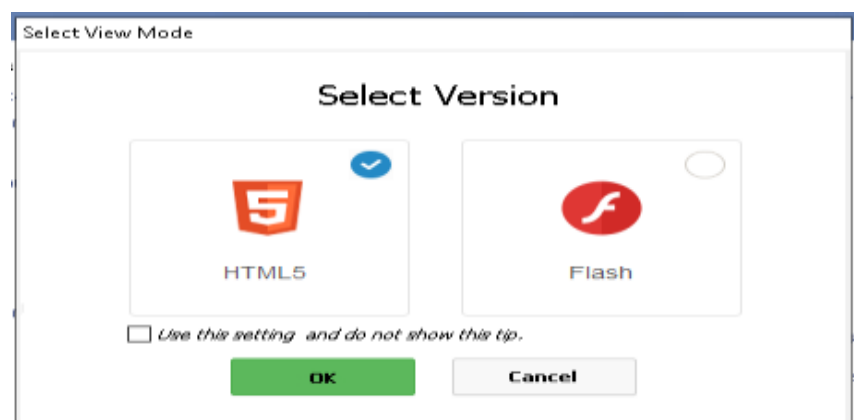 Select View Mode
Select Version
HTML5 Flash
Use this setting and do not show this tip.
OK Cancel